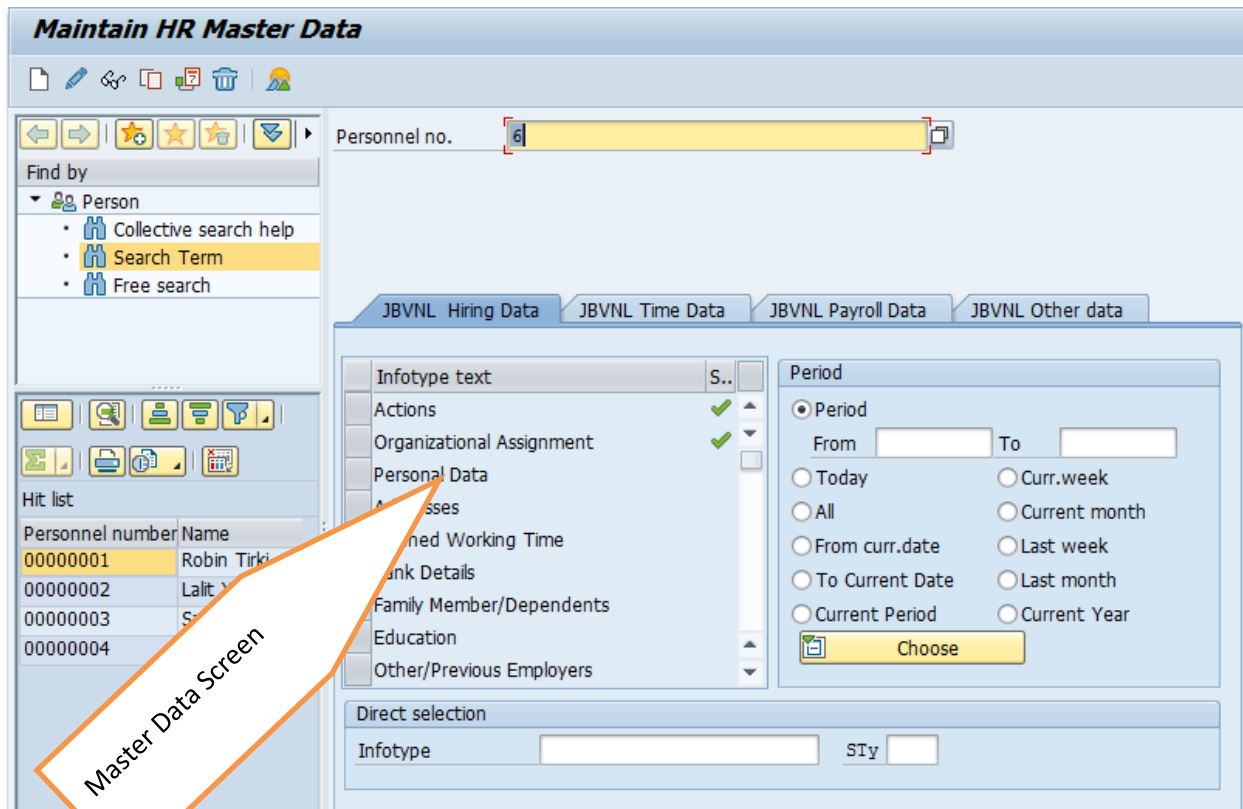 Maintain HR Master Data
Personnel no. 6
Find by
Person
Collective search help
Search Term
Free search
JBVNL Hiring Data JBVNL Time Data JBVNL Payroll Data JBVNL Other data
Infotype text S..
Actions
Organizational Assignment
Personal Data
Working Time
Details
Family Member/Dependents
Education
Other/Previous Employers
Period
Period
From To
Today Curr.week
All Current month
From curr.date Last week
To Current Date Last month
Current Period Current Year
Choose
Hit list
Personnel number Name
00000001 Robin Tirki
00000002 Lalit
00000003
00000004
Master Data Screen
Direct selection
Infotype STy